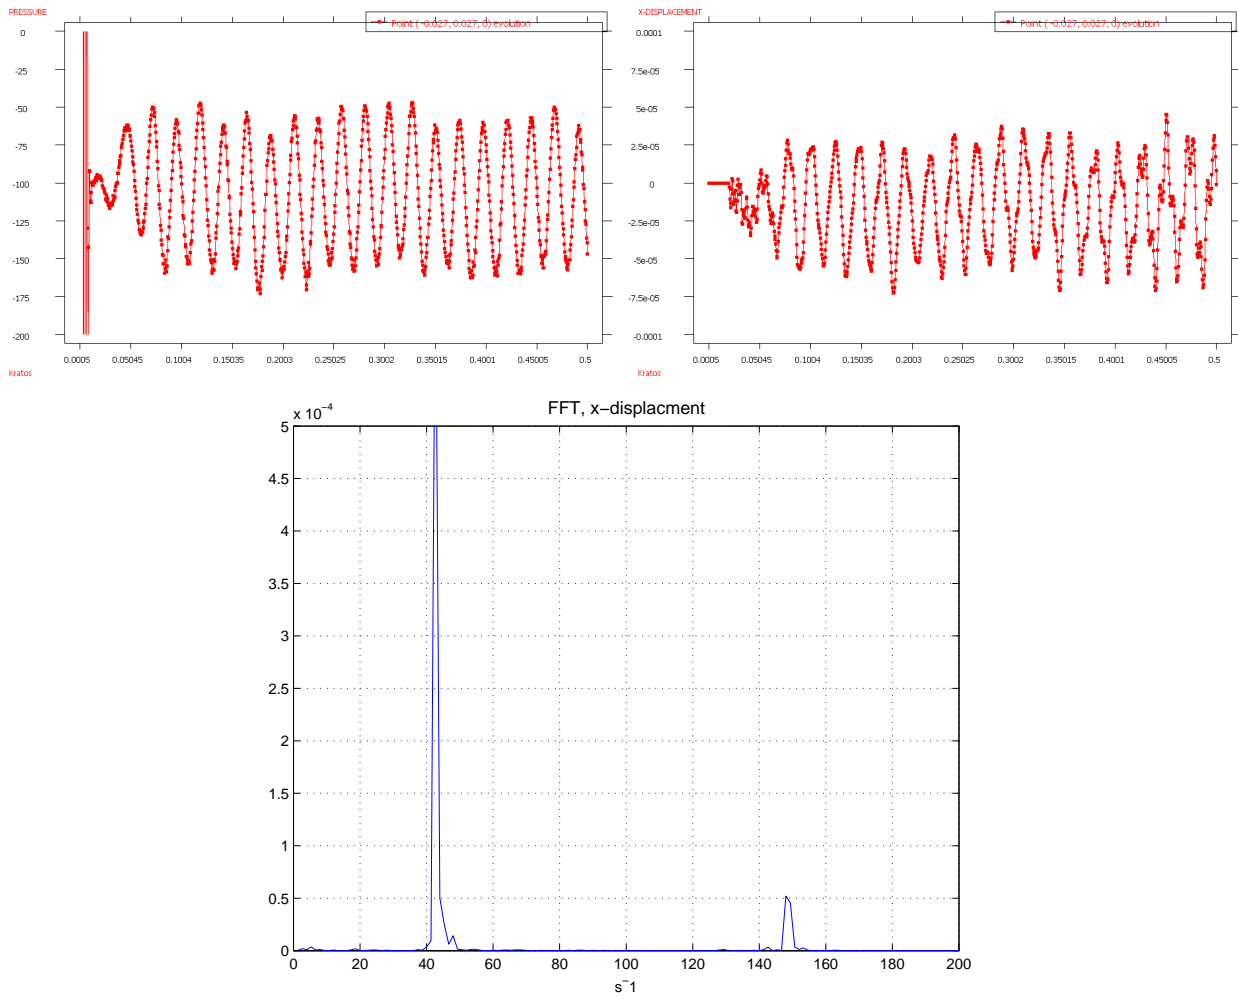 PRESSURE
Point ( -0.027, 0.027, 0) evolution
0
-25
-50
-75
-100
-125
-150
-175
-200
0.0005 0.05045 0.1004 0.15035 0.2003 0.25025 0.3002 0.35015 0.4001 0.45005 0.5
Kratos
X-DISPLACEMENT
Point ( -0.027, 0.027, 0) evolution
0.0001
7.5e-05
5e-05
2.5e-05
0
-2.5e-05
-5e-05
-7.5e-05
-0.0001
0.0005 0.05045 0.1004 0.15035 0.2003 0.25025 0.3002 0.35015 0.4001 0.45005 0.5
Kratos
FFT, x−displacment
x 10−4
5
4.5
4
3.5
3
2.5
2
1.5
1
0.5
0
0 20 40 60 80 100 120 140 160 180 200
s−1